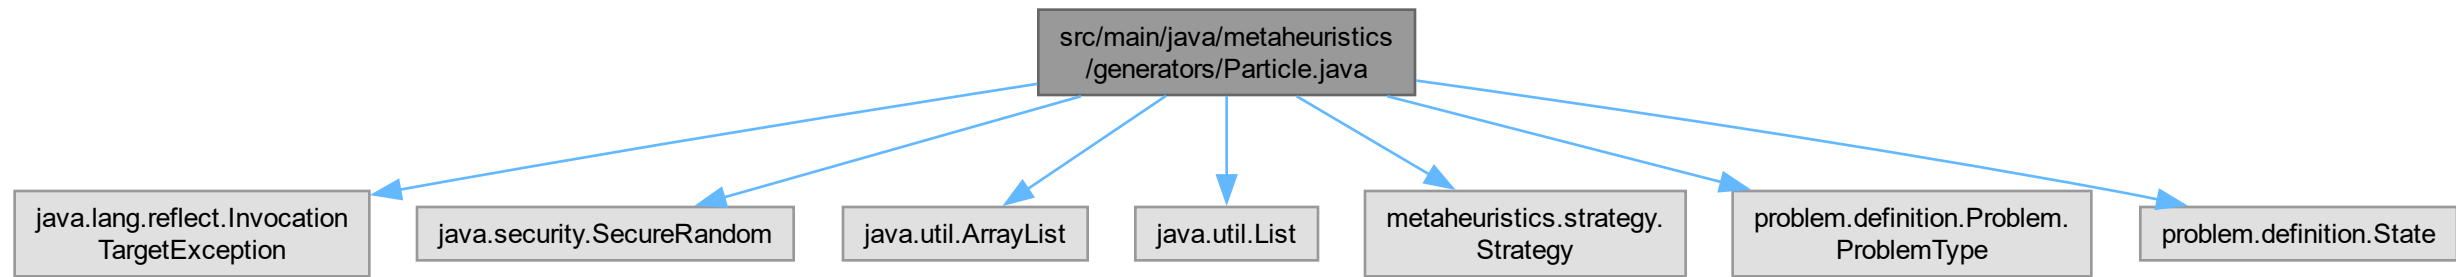 src/main/java/metaheuristics
/generators/Particle.java
java.lang.reflect.Invocation
TargetException
java.security.SecureRandom
java.util.ArrayList
java.util.List
metaheuristics.strategy.
Strategy
problem.definition.Problem.
ProblemType
problem.definition.State